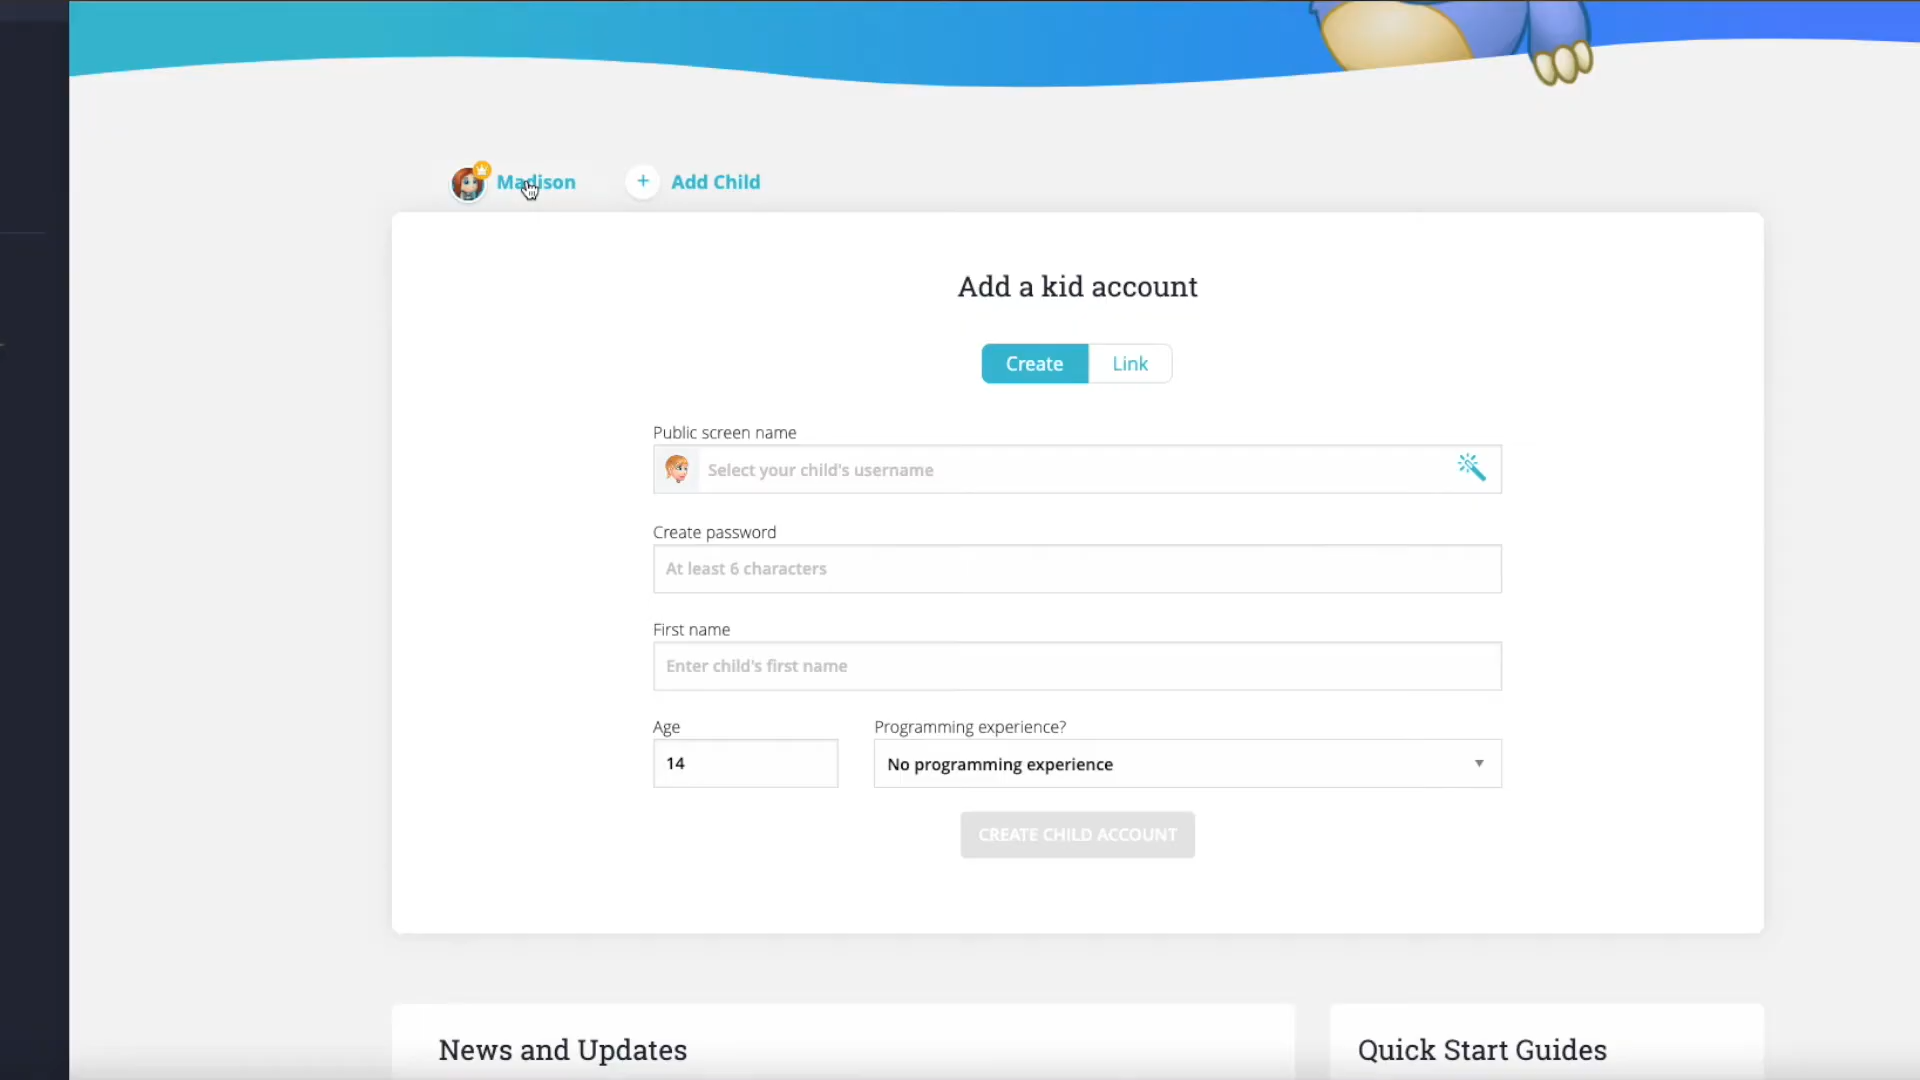 Madison
+ Add Child
Add a kid account
Create Link
Public screen name
Select your child's username
Create password
At least 6 characters
First name
Enter child's first name
Age Programming experience?
14 No programming experience
CREATE CHILD ACCOUNT
News and Updates Quick Start Guides